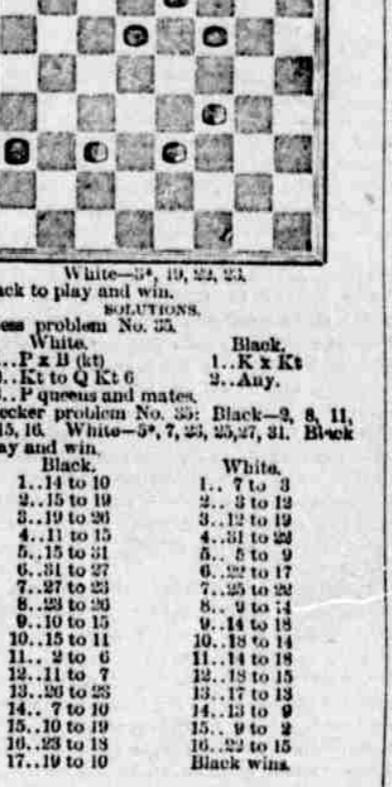 White—5*, 19, 22, 23.
ack to play and win.
SOLUTIONS.
ess problem No. 35.
White. Black.
..P x B (kt) 1..K x Kt
..Kt to Q Kt 6 2..Any.
..P queens and mates.
ecker problem No. 35: Black—2, 8, 11,
15, 16. White—5*, 7, 23, 25, 27, 31. Black
ay and win.
Black. White.
1..14 to 10 1.. 7 to 3
2..15 to 19 2.. 3 to 12
3..19 to 26 3..12 to 19
4..11 to 15 4..31 to 22
5..15 to 31 5.. 5 to 9
6..31 to 27 6..22 to 17
7..27 to 23 7..25 to 22
8..23 to 26 8.. 9 to 14
9..10 to 15 9..14 to 18
10..15 to 11 10..18 to 14
11.. 2 to 6 11..14 to 18
12..11 to 7 12..18 to 15
13..26 to 23 13..17 to 13
14.. 7 to 10 14..13 to 9
15..10 to 19 15.. 9 to 2
16..23 to 18 16..22 to 15
17..19 to 10 Black wins.